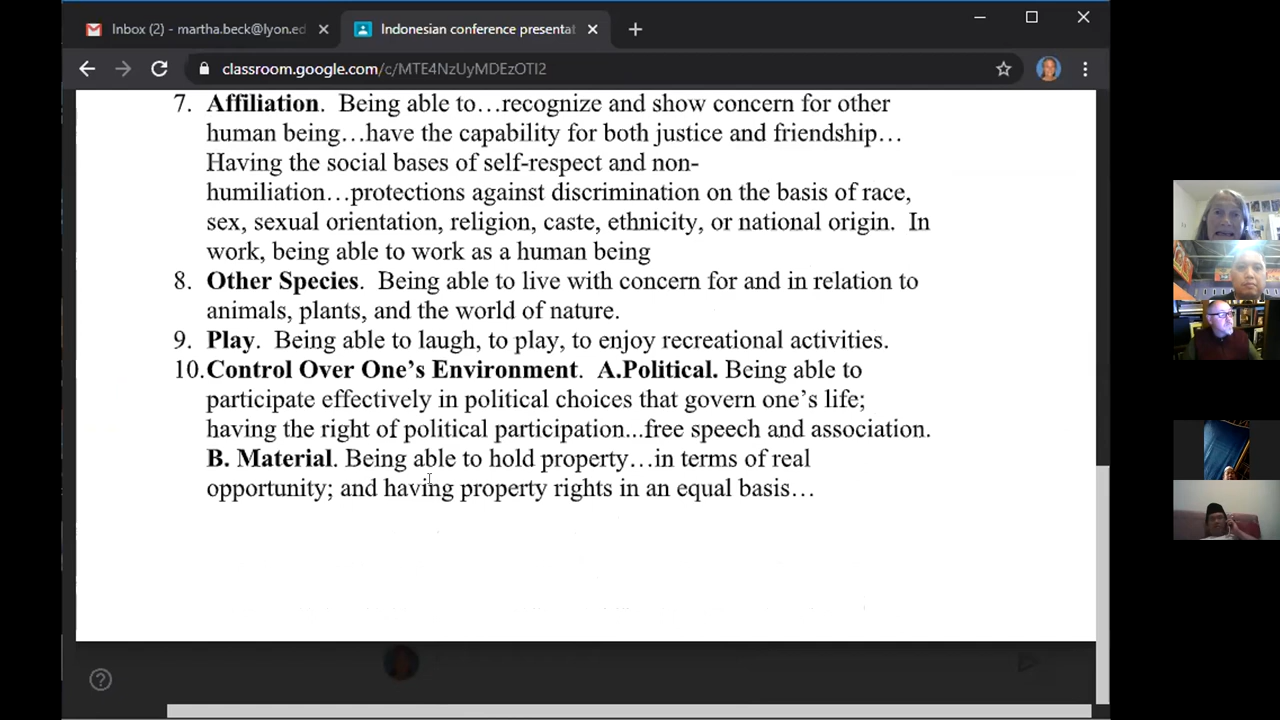 Inbox (2) - martha.beck@lyon.ed
Indonesian conference presentat
classroom.google.com/c/MTE4NzUyMDEzOTI2
7. Affiliation. Being able to…recognize and show concern for other
human being…have the capability for both justice and friendship…
Having the social bases of self-respect and non-
humiliation…protections against discrimination on the basis of race,
sex, sexual orientation, religion, caste, ethnicity, or national origin. In
work, being able to work as a human being
8. Other Species. Being able to live with concern for and in relation to
animals, plants, and the world of nature.
9. Play. Being able to laugh, to play, to enjoy recreational activities.
10.Control Over One’s Environment. A.Political. Being able to
participate effectively in political choices that govern one’s life;
having the right of political participation...free speech and association.
B. Material. Being able to hold property…in terms of real
opportunity; and having property rights in an equal basis…